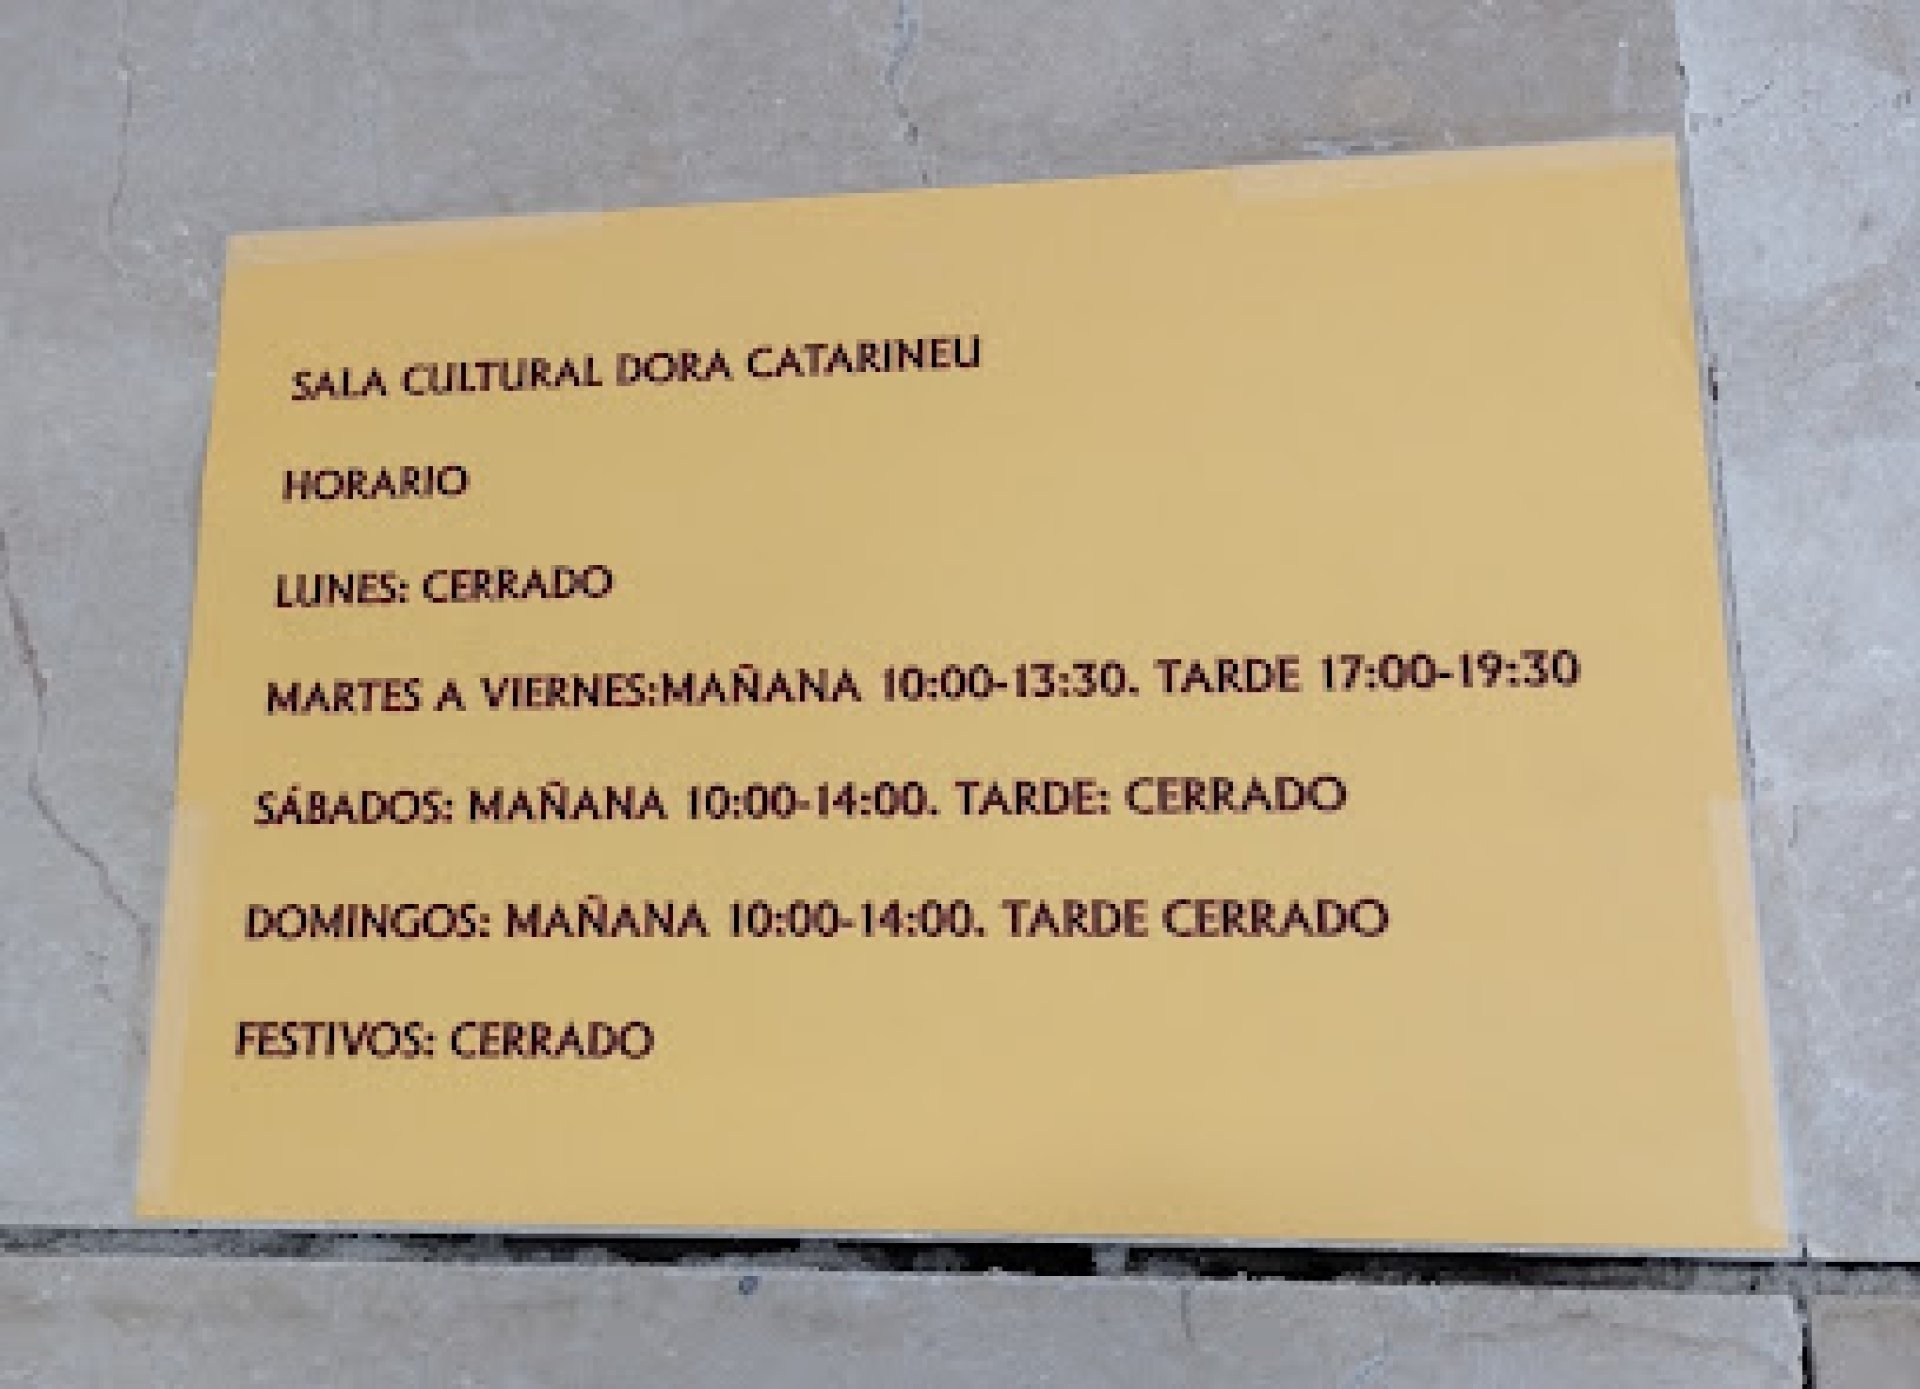 SALA CULTURAL DORA CATARINEU
HORARIO
LUNES: CERRADO
MARTES A VIERNES:MAÑANA 10:00-13:30. TARDE 17:00-19:30
SÁBADOS: MAÑANA 10:00-14:00. TARDE: CERRADO
DOMINGOS: MAÑANA 10:00-14:00. TARDE CERRADO
FESTIVOS: CERRADO